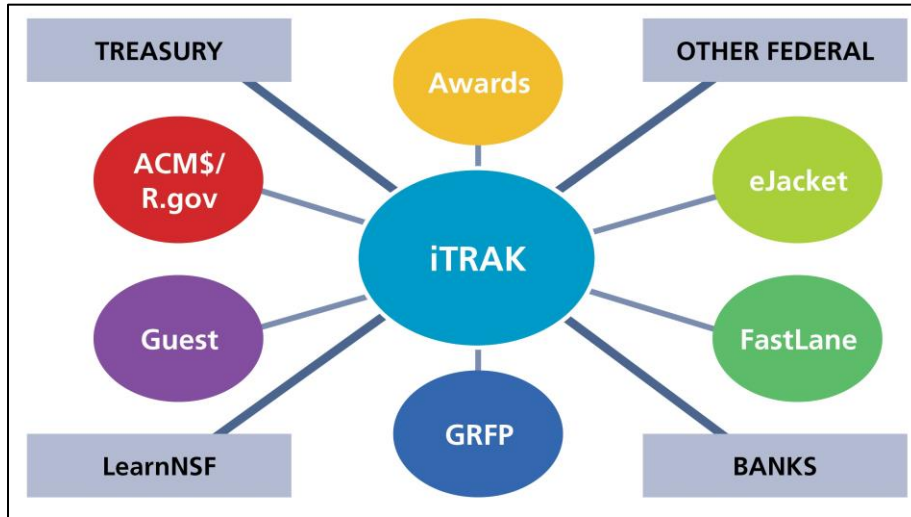 TREASURY
Awards
OTHER FEDERAL
ACM$/
R.gov
eJacket
iTRAK
Guest
FastLane
GRFP
LearnNSF
BANKS